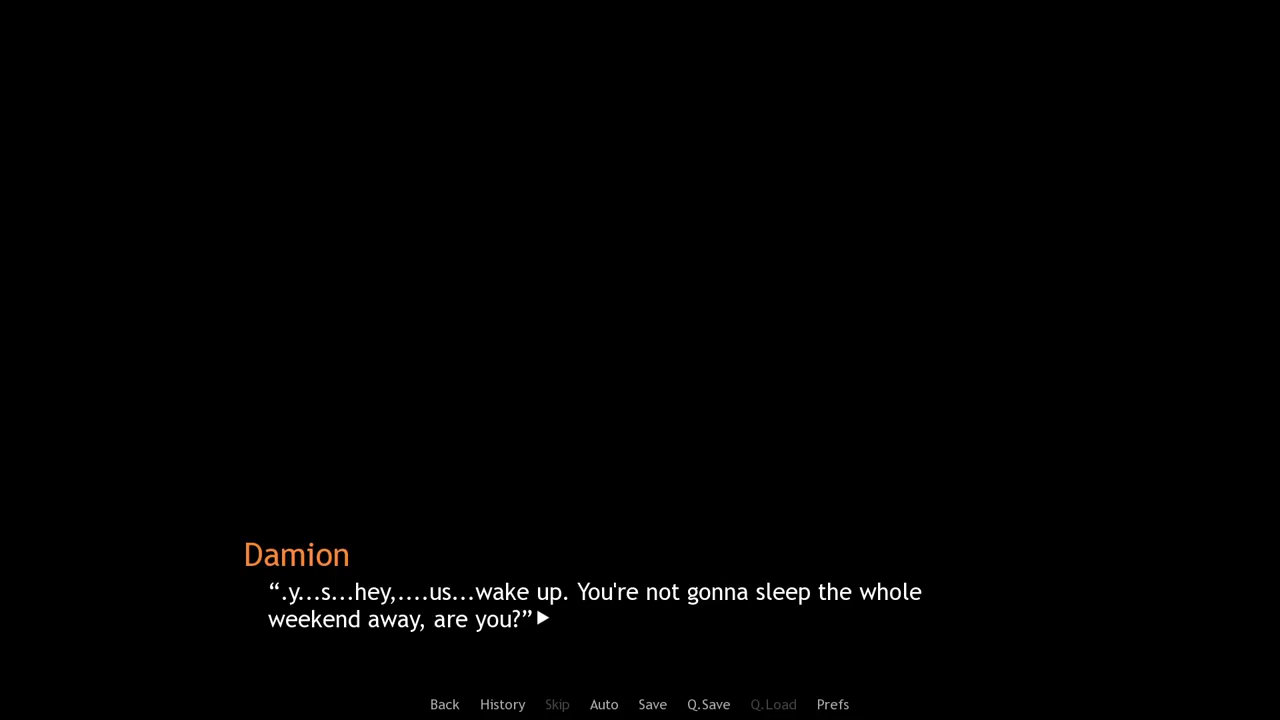 Damion
“.y...s...hey,....us...wake up. You're not gonna sleep the whole
weekend away, are you?”
Back History Skip Auto Save Q.Save Q.Load Prefs